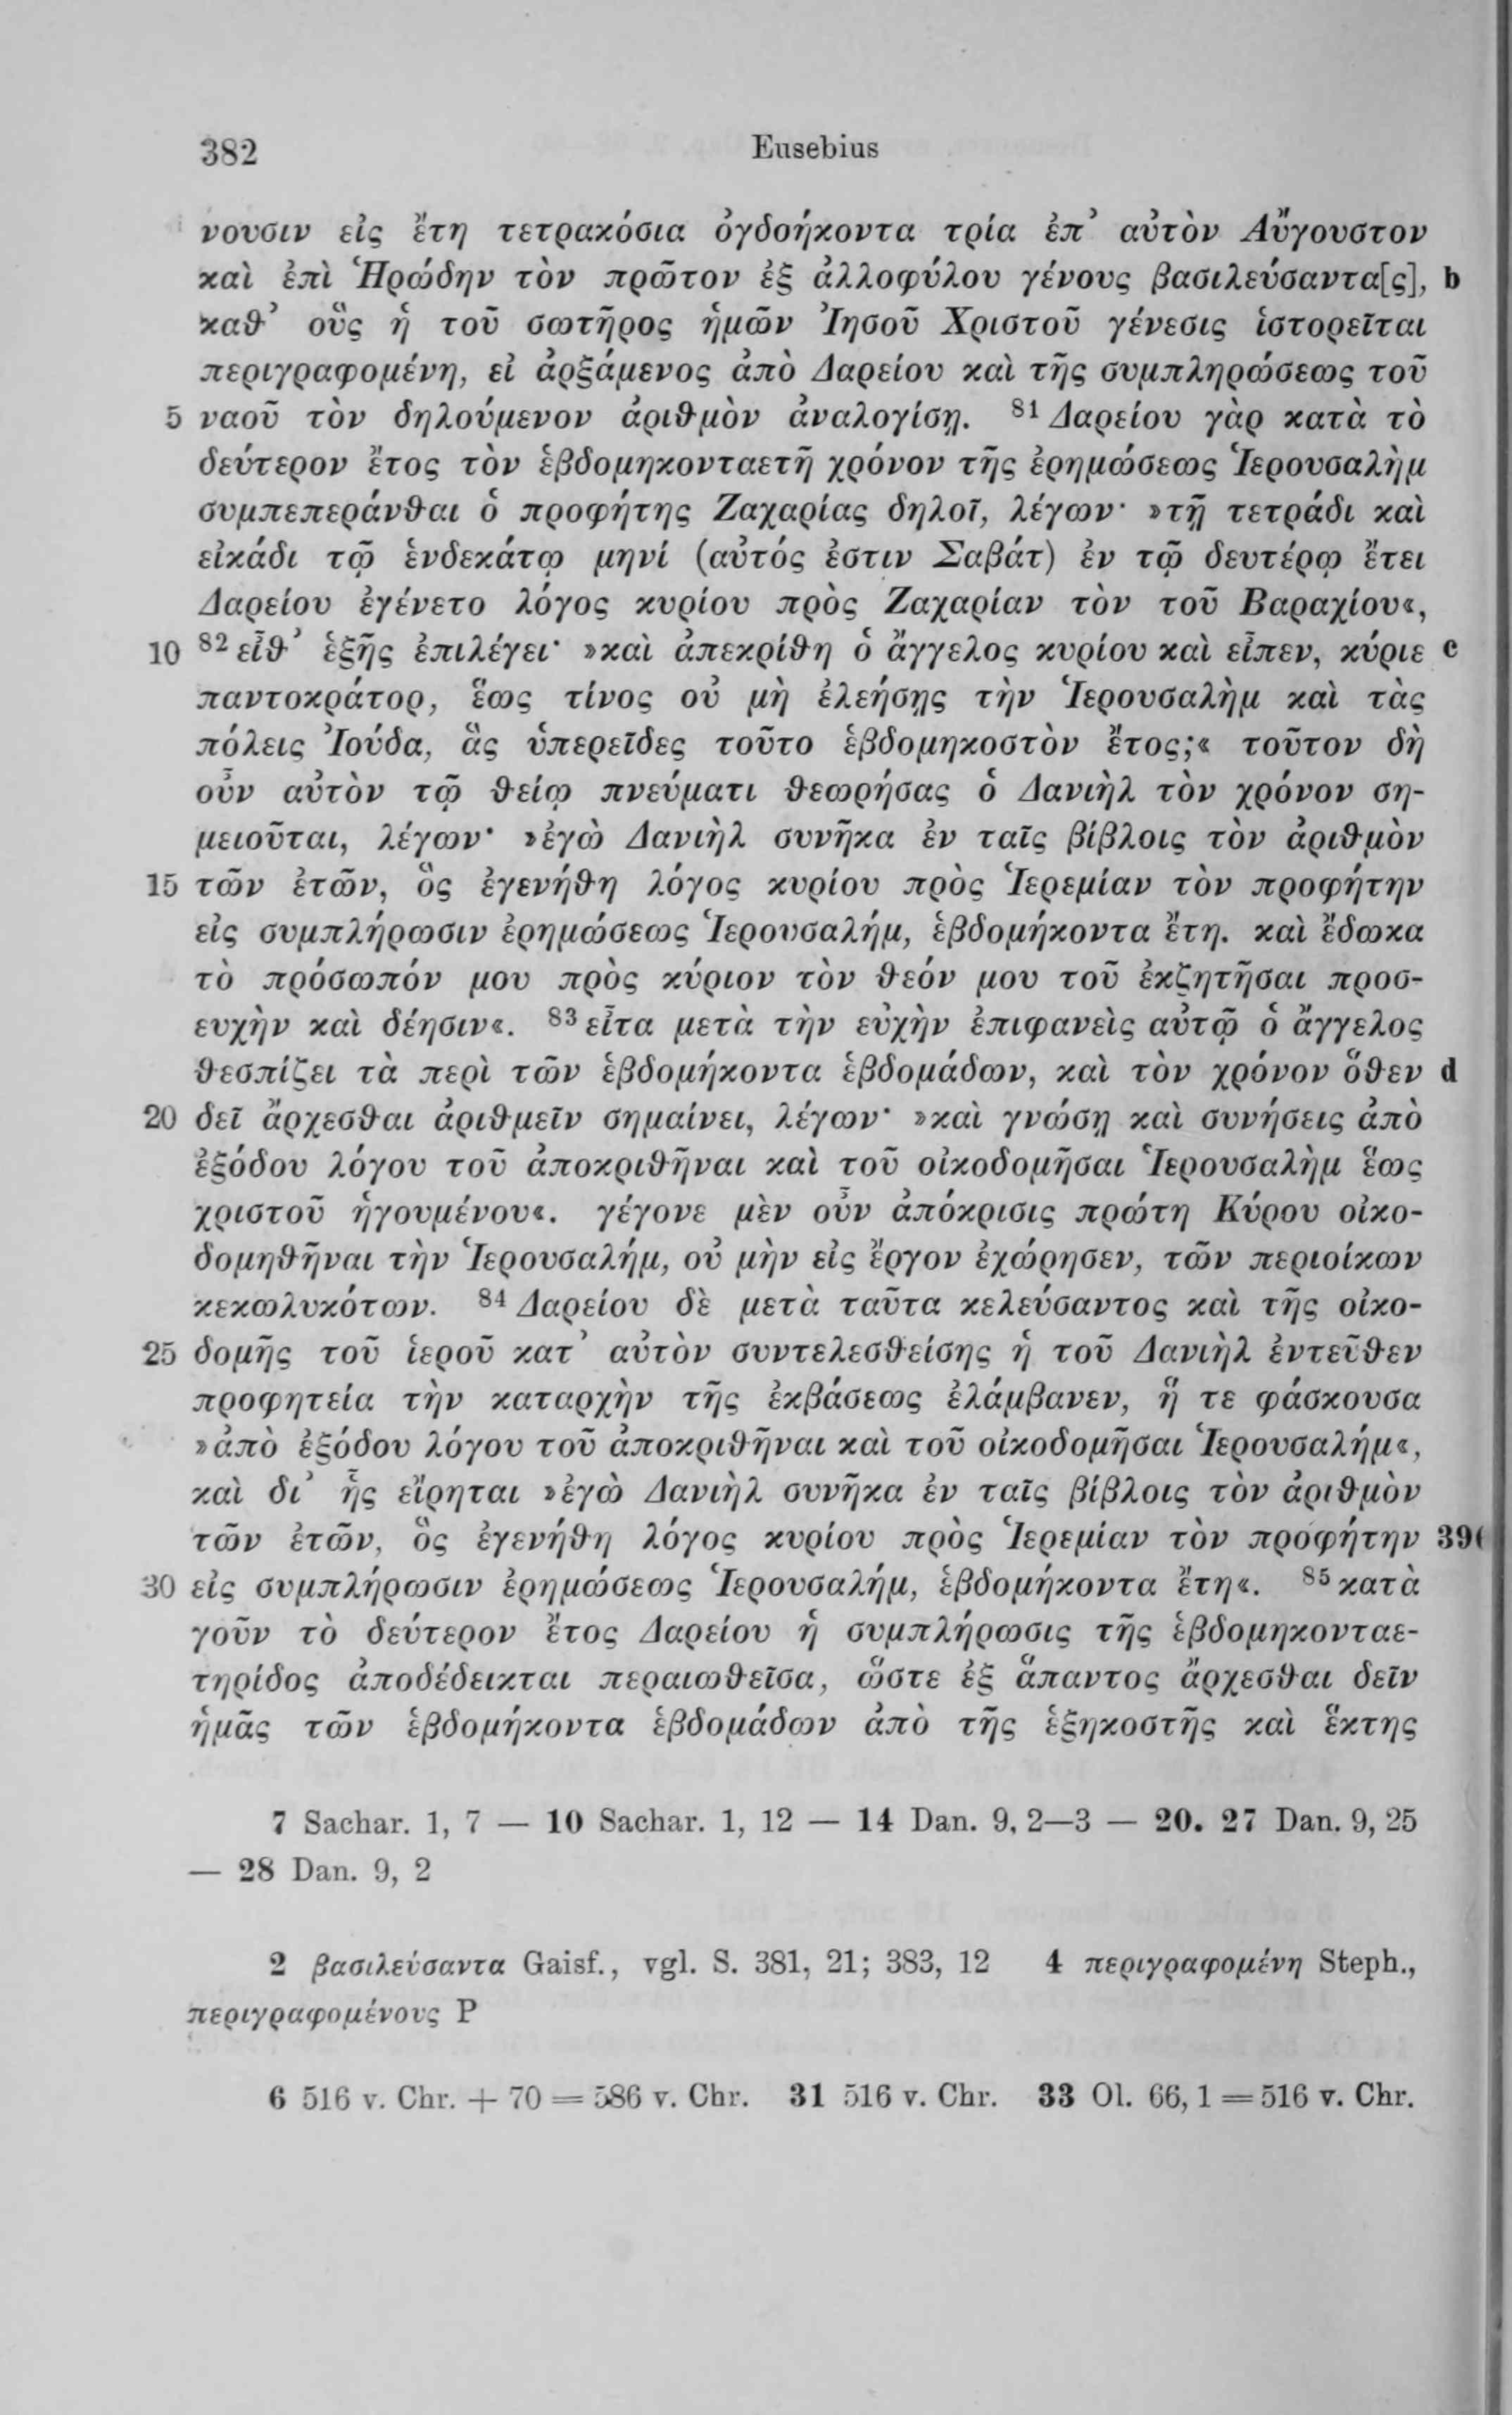 382 Eusebius
νουσιν εἰς ἔτη τετρακόσια ὀγδοήκοντα τρία ἐπ’ αὐτὸν Αὔγουστον
καὶ ἐπὶ Ἡρώδην τὸν πρῶτον ἐξ ἀλλοφύλου γένους βασιλεύσαντα[ς], b
καθ’ οὓς ἡ τοῦ σωτῆρος ἡμῶν Ἰησοῦ Χριστοῦ γένεσις ἱστορεῖται
περιγραφομένη, εἰ ἀρξάμενος ἀπὸ Δαρείου καὶ τῆς συμπληρώσεως τοῦ
5 ναοῦ τὸν δηλούμενον ἀριθμὸν ἀναλογίσῃ. 81 Δαρείου γὰρ κατὰ τὸ
δεύτερον ἔτος τὸν ἑβδομηκονταετῆ χρόνον τῆς ἐρημώσεως Ἱερουσαλὴμ
συμπεπεράνθαι ὁ προφήτης Ζαχαρίας δηλοῖ, λέγων· »τῇ τετράδι καὶ
εἰκάδι τῷ ἑνδεκάτῳ μηνί (αὐτός ἐστιν Σαβάτ) ἐν τῷ δευτέρῳ ἔτει
Δαρείου ἐγένετο λόγος κυρίου πρὸς Ζαχαρίαν τὸν τοῦ Βαραχίου«,
10 82 εἶθ’ ἑξῆς ἐπιλέγει· »καὶ ἀπεκρίθη ὁ ἄγγελος κυρίου καὶ εἶπεν, κύριε c
παντοκράτορ, ἕως τίνος οὐ μὴ ἐλεήσῃς τὴν Ἱερουσαλὴμ καὶ τὰς
πόλεις Ἰούδα, ἃς ὑπερεῖδες τοῦτο ἑβδομηκοστὸν ἔτος;« τοῦτον δὴ
οὖν αὐτὸν τῷ θείῳ πνεύματι θεωρήσας ὁ Δανιὴλ τὸν χρόνον ση-
μειοῦται, λέγων· »ἐγὼ Δανιὴλ συνῆκα ἐν ταῖς βίβλοις τὸν ἀριθμὸν
15 τῶν ἐτῶν, ὃς ἐγενήθη λόγος κυρίου πρὸς Ἱερεμίαν τὸν προφήτην
εἰς συμπλήρωσιν ἐρημώσεως Ἱερουσαλήμ, ἑβδομήκοντα ἔτη. καὶ ἔδωκα
τὸ πρόσωπόν μου πρὸς κύριον τὸν θεόν μου τοῦ ἐκζητῆσαι προσ-
ευχὴν καὶ δέησιν«. 83 εἶτα μετὰ τὴν εὐχὴν ἐπιφανεὶς αὐτῷ ὁ ἄγγελος
θεσπίζει τὰ περὶ τῶν ἑβδομήκοντα ἑβδομάδων, καὶ τὸν χρόνον ὅθεν d
20 δεῖ ἄρχεσθαι ἀριθμεῖν σημαίνει, λέγων· »καὶ γνώσῃ καὶ συνήσεις ἀπὸ
ἐξόδου λόγου τοῦ ἀποκριθῆναι καὶ τοῦ οἰκοδομῆσαι Ἱερουσαλὴμ ἕως
χριστοῦ ἡγουμένου«. γέγονε μὲν οὖν ἀπόκρισις πρώτη Κύρου οἰκο-
δομηθῆναι τὴν Ἱερουσαλήμ, οὐ μὴν εἰς ἔργον ἐχώρησεν, τῶν περιοίκων
κεκωλυκότων. 84 Δαρείου δὲ μετὰ ταῦτα κελεύσαντος καὶ τῆς οἰκο-
25 δομῆς τοῦ ἱεροῦ κατ’ αὐτὸν συντελεσθείσης ἡ τοῦ Δανιὴλ ἐντεῦθεν
προφητεία τὴν καταρχὴν τῆς ἐκβάσεως ἐλάμβανεν, ἥ τε φάσκουσα
»ἀπὸ ἐξόδου λόγου τοῦ ἀποκριθῆναι καὶ τοῦ οἰκοδομῆσαι Ἱερουσαλήμ«,
καὶ δι’ ἧς εἴρηται »ἐγὼ Δανιὴλ συνῆκα ἐν ταῖς βίβλοις τὸν ἀριθμὸν
τῶν ἐτῶν, ὃς ἐγενήθη λόγος κυρίου πρὸς Ἱερεμίαν τὸν προφήτην
30 εἰς συμπλήρωσιν ἐρημώσεως Ἱερουσαλήμ, ἑβδομήκοντα ἔτη«. 85 κατὰ
γοῦν τὸ δεύτερον ἔτος Δαρείου ἡ συμπλήρωσις τῆς ἑβδομηκονταε-
τηρίδος ἀποδέδεικται περαιωθεῖσα, ὥστε ἐξ ἅπαντος ἄρχεσθαι δεῖν
ἡμᾶς τῶν ἑβδομήκοντα ἑβδομάδων ἀπὸ τῆς ἑξηκοστῆς καὶ ἕκτης
7 Sachar. 1, 7 — 10 Sachar. 1, 12 — 14 Dan. 9, 2—3 — 20. 27 Dan. 9, 25
— 28 Dan. 9, 2
2 βασιλεύσαντα Gaisf., vgl. S. 381, 21; 383, 12 4 περιγραφομένη Steph.,
περιγραφομένους P
6 516 v. Chr. + 70 = 586 v. Chr. 31 516 v. Chr. 33 Ol. 66, 1 = 516 v. Chr.